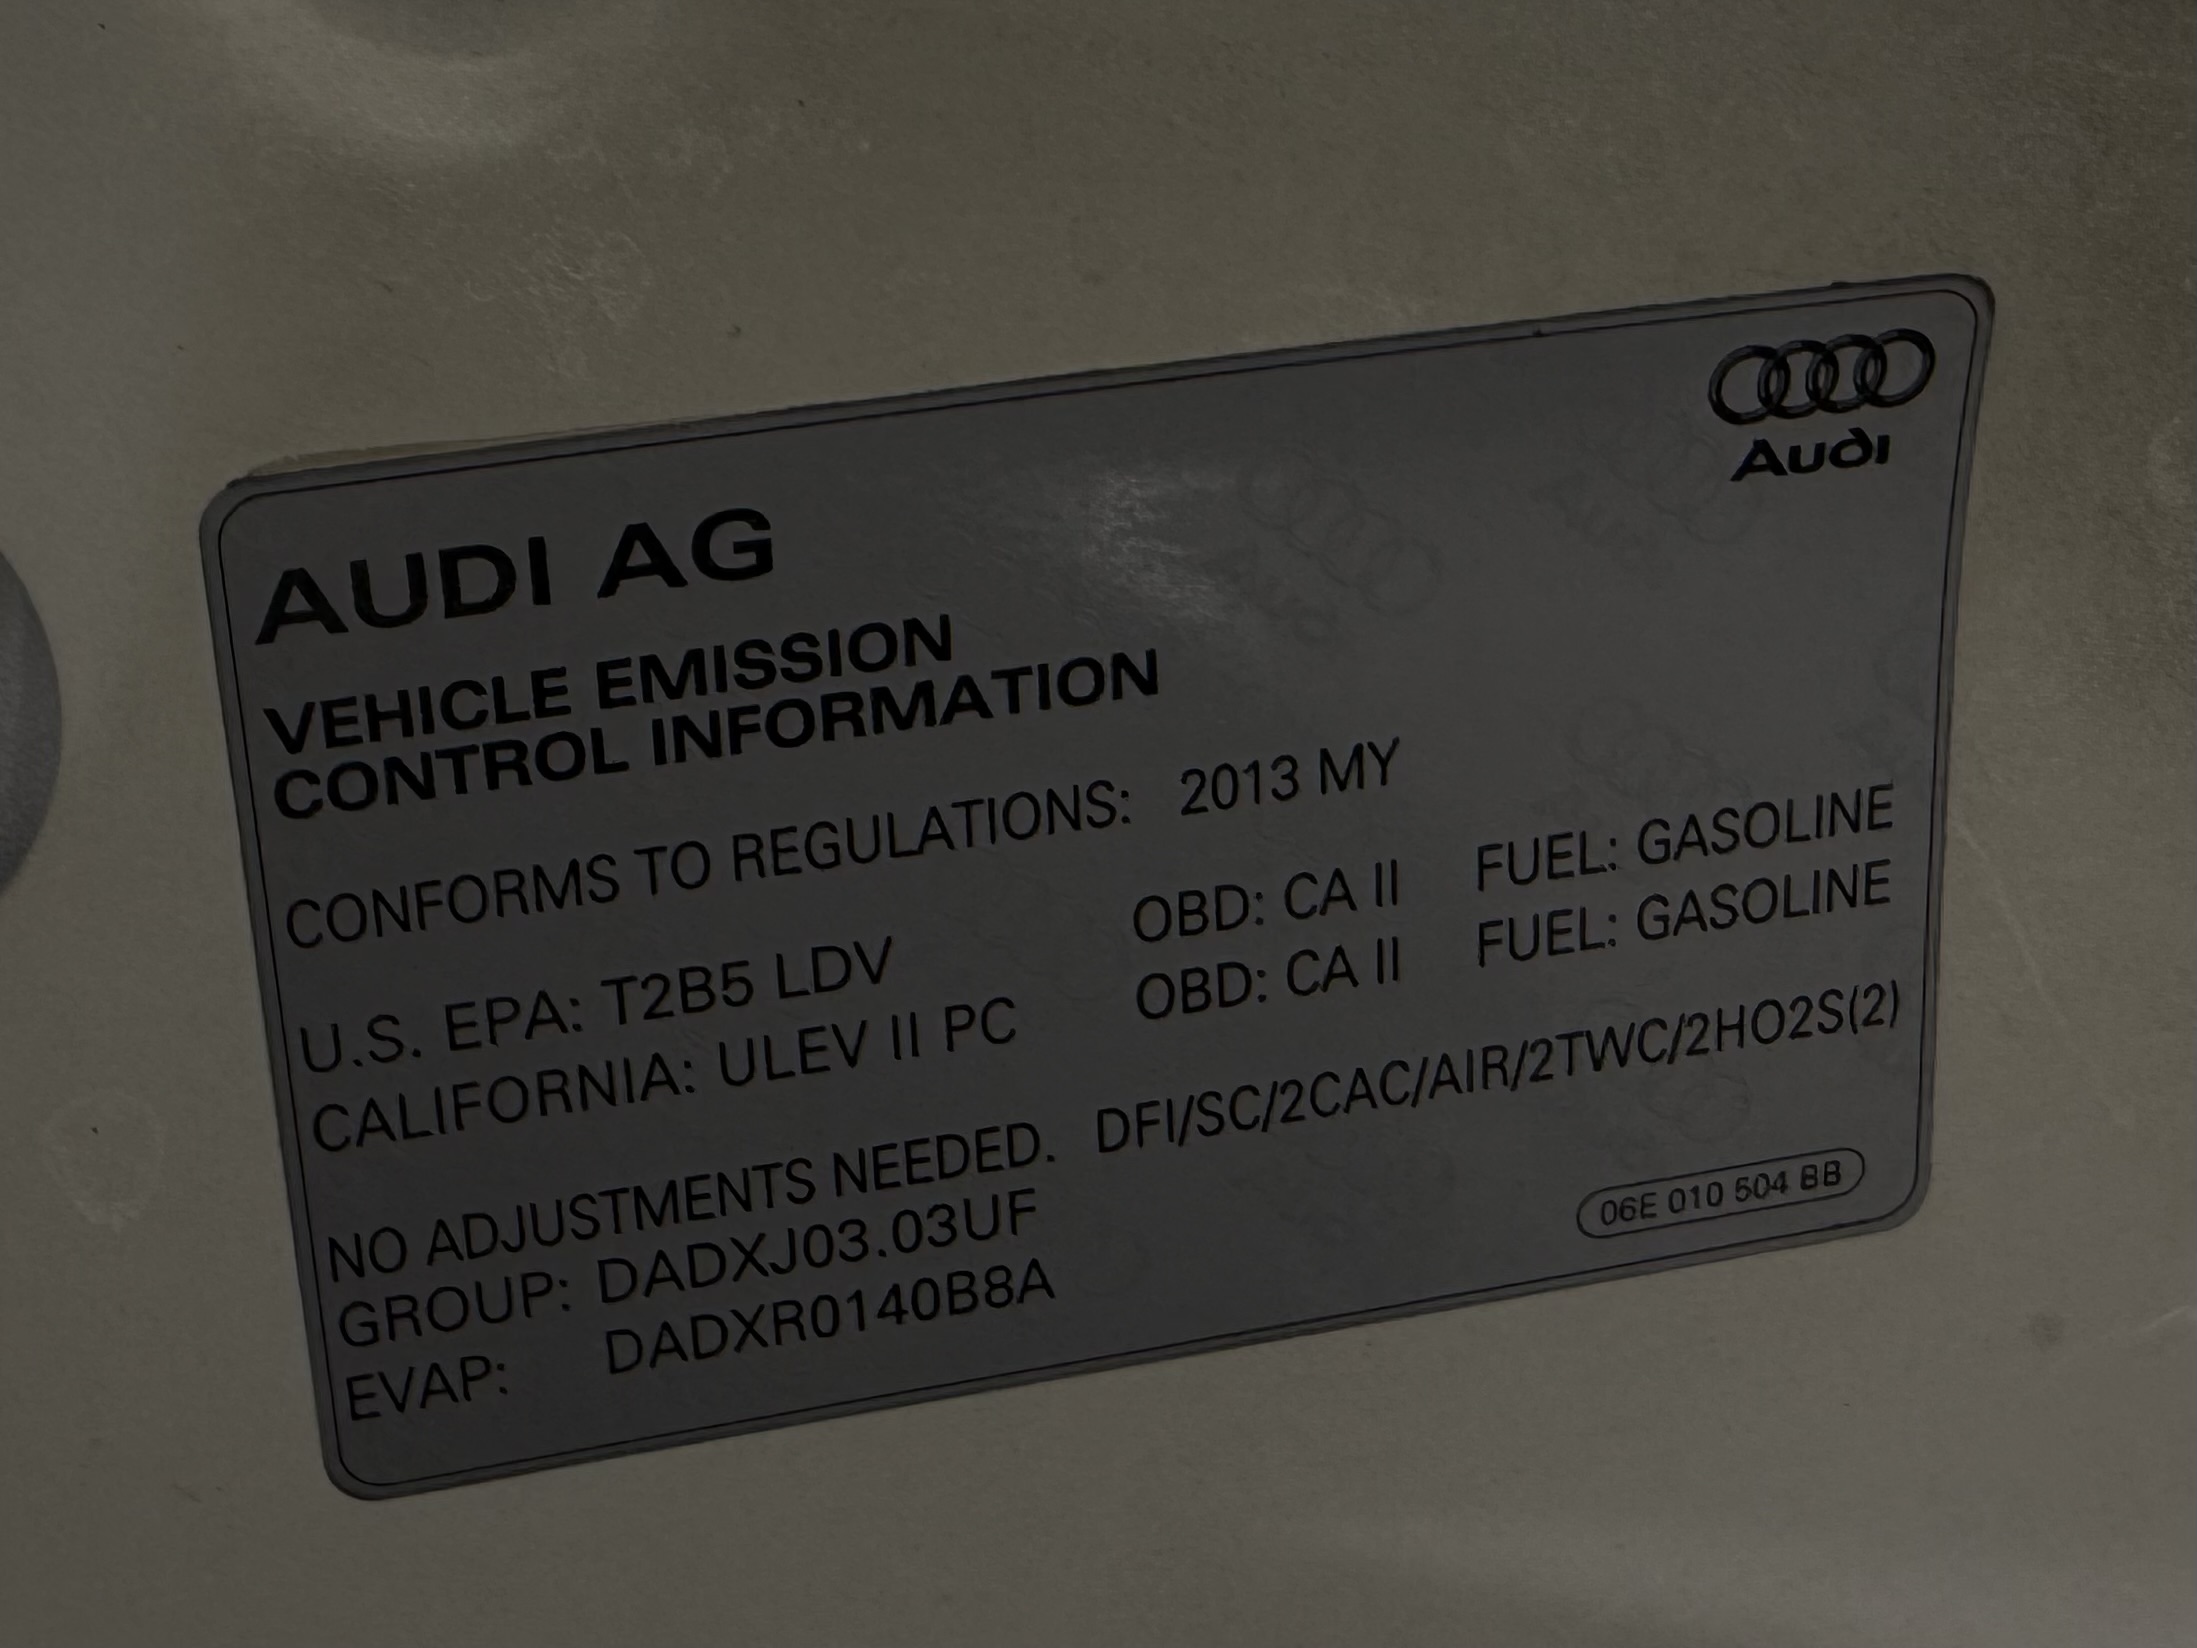 Audi
AUDI AG
VEHICLE EMISSION
CONTROL INFORMATION
CONFORMS TO REGULATIONS: 2013 MY
U.S. EPA: T2B5 LDV OBD: CA II FUEL: GASOLINE
CALIFORNIA: ULEV II PC OBD: CA II FUEL: GASOLINE
NO ADJUSTMENTS NEEDED. DFI/SC/2CAC/AIR/2TWC/2HO2S(2)
GROUP: DADXJ03.03UF
EVAP: DADXR0140B8A
06E 010 504 BB